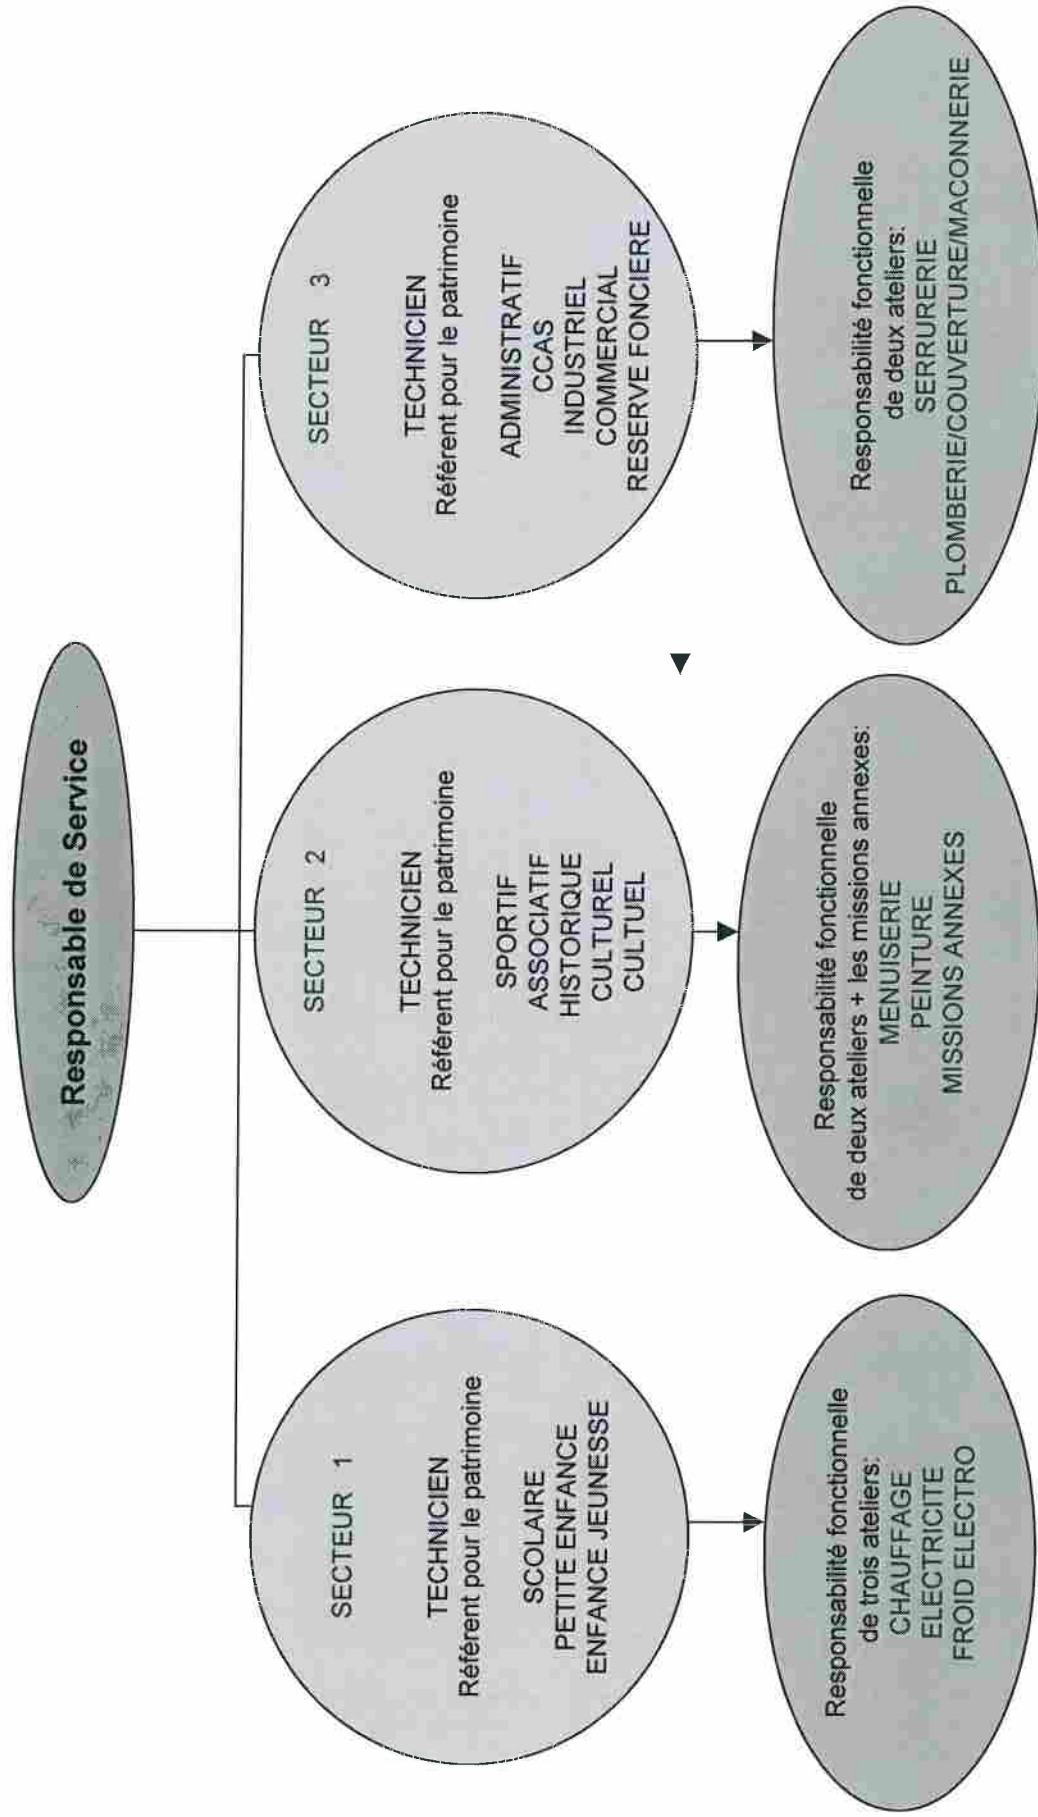 Responsable de Service
SECTEUR 1
TECHNICIEN
Référent pour le patrimoine
SCOLAIRE
PETITE ENFANCE
ENFANCE JEUNESSE
Responsabilité fonctionnelle
de trois ateliers:
CHAUFFAGE
ELECTRICITE
FROID ELECTRO
SECTEUR 2
TECHNICIEN
Référent pour le patrimoine
SPORTIF
ASSOCIATIF
HISTORIQUE
CULTUREL
CULTUEL
Responsabilité fonctionnelle
de deux ateliers + les missions annexes:
MENUISERIE
PEINTURE
MISSIONS ANNEXES
SECTEUR 3
TECHNICIEN
Référent pour le patrimoine
ADMINISTRATIF
CCAS
INDUSTRIEL
COMMERCIAL
RESERVE FONCIERE
Responsabilité fonctionnelle
de deux ateliers:
SERRURERIE
PLOMBERIE/COUVERTURE/MACONNERIE